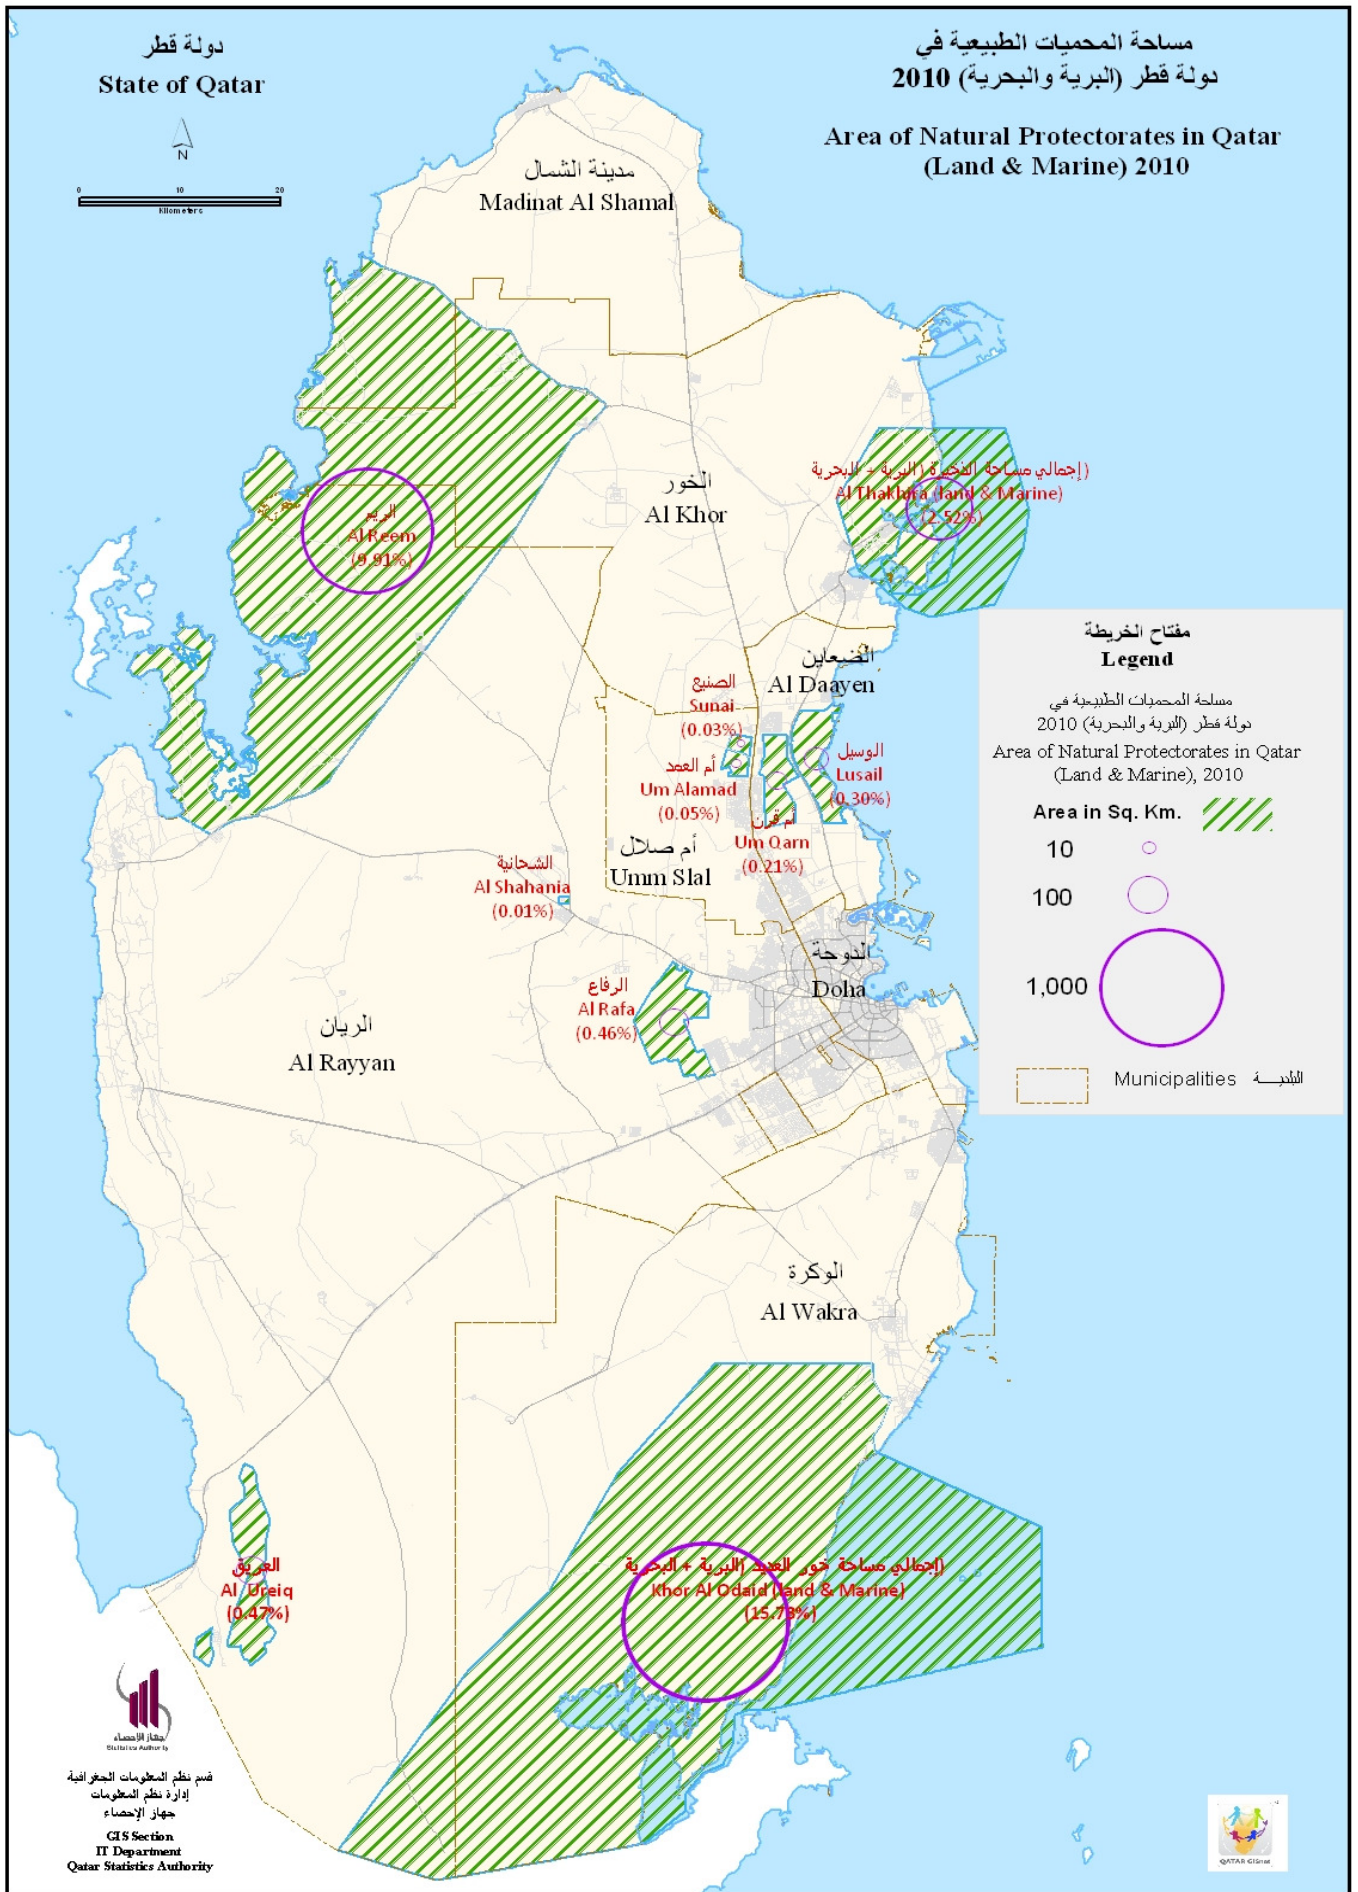 دولة قطر
State of Qatar
N
0 10 20
Kilometers
مساحة المحميات الطبيعية في
دولة قطر (البرية والبحرية) 2010
Area of Natural Protectorates in Qatar
(Land & Marine) 2010
مدينة الشمال
Madinat Al Shamal
إجمالي مساحة الذخيرة (البرية + البحرية)
Al Thakhira (land & Marine)
(2.52%)
الخور
Al Khor
الريم
Al Reem
(9.91%)
الضعاين
Al Daayen
الصنيع
Sunai
(0.03%)
أم العمد
Um Alamad
(0.05%)
الوسيل
Lusail
(0.30%)
أم قرن
Um Qarn
(0.21%)
أم صلال
Umm Slal
الشحانية
Al Shahania
(0.01%)
الدوحة
Doha
الرفاع
Al Rafa
(0.46%)
الريان
Al Rayyan
الوكرة
Al Wakra
العريق
Al Ureiq
(0.47%)
إجمالي مساحة خور العديد (البرية + البحرية)
Khor Al Odaid (land & Marine)
(15.78%)
مفتاح الخريطة
Legend
مساحة المحميات الطبيعية في
دولة قطر (البرية والبحرية) 2010
Area of Natural Protectorates in Qatar
(Land & Marine), 2010
Area in Sq. Km.
10
100
1,000
Municipalities البلديـــة
جهاز الإحصاء
Statistics Authority
قسم نظم المعلومات الجغرافية
إدارة نظم المعلومات
جهاز الإحصاء
GIS Section
IT Department
Qatar Statistics Authority
QATAR GISnet